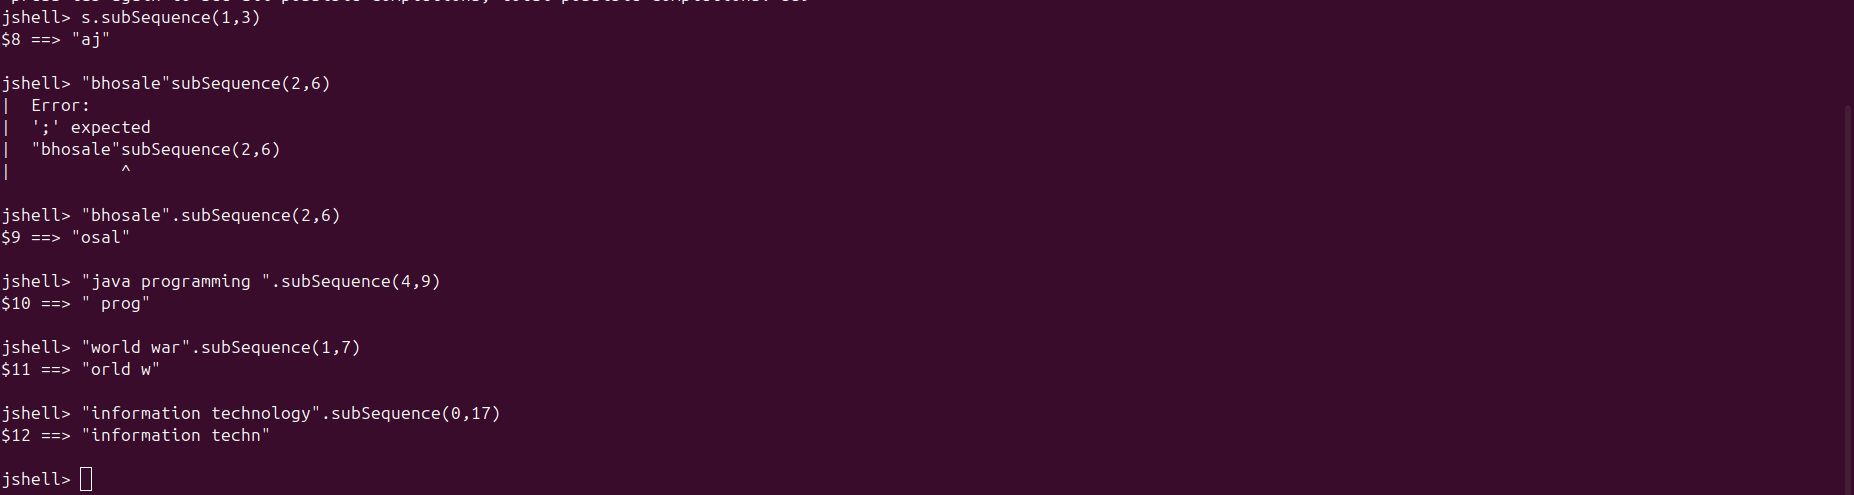 jshell> s.subSequence(1,3)
$8 ==> "aj"
jshell> "bhosale"subSequence(2,6)
|  Error:
|  ';' expected
|  "bhosale"subSequence(2,6)
|           ^
jshell> "bhosale".subSequence(2,6)
$9 ==> "osal"
jshell> "java programming ".subSequence(4,9)
$10 ==> " prog"
jshell> "world war".subSequence(1,7)
$11 ==> "orld w"
jshell> "information technology".subSequence(0,17)
$12 ==> "information techn"
jshell>